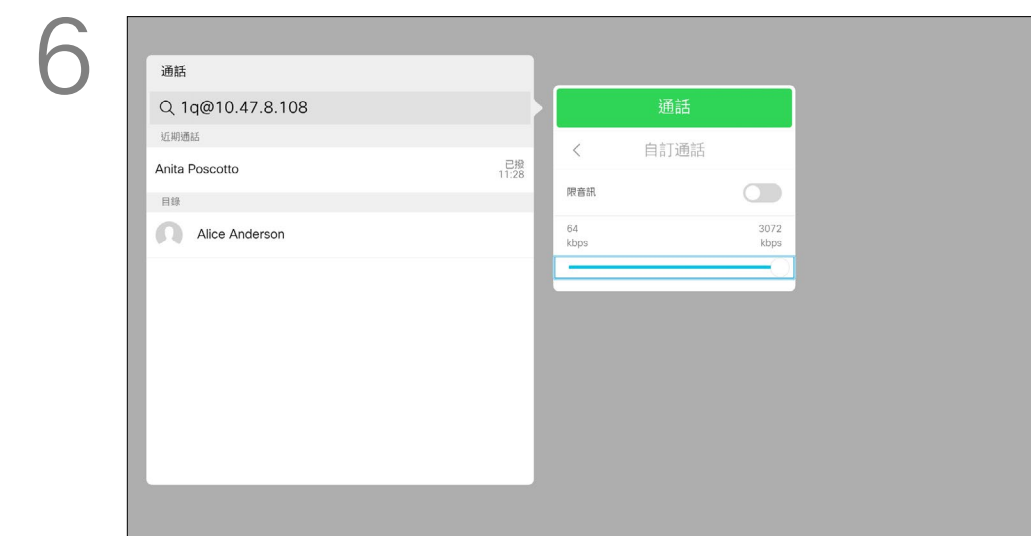 6
通話
1q@10.47.8.108
近期通話
Anita Poscotto
已撥
11:28
目錄
Alice Anderson
通話
自訂通話
限音訊
64 3072
kbps kbps